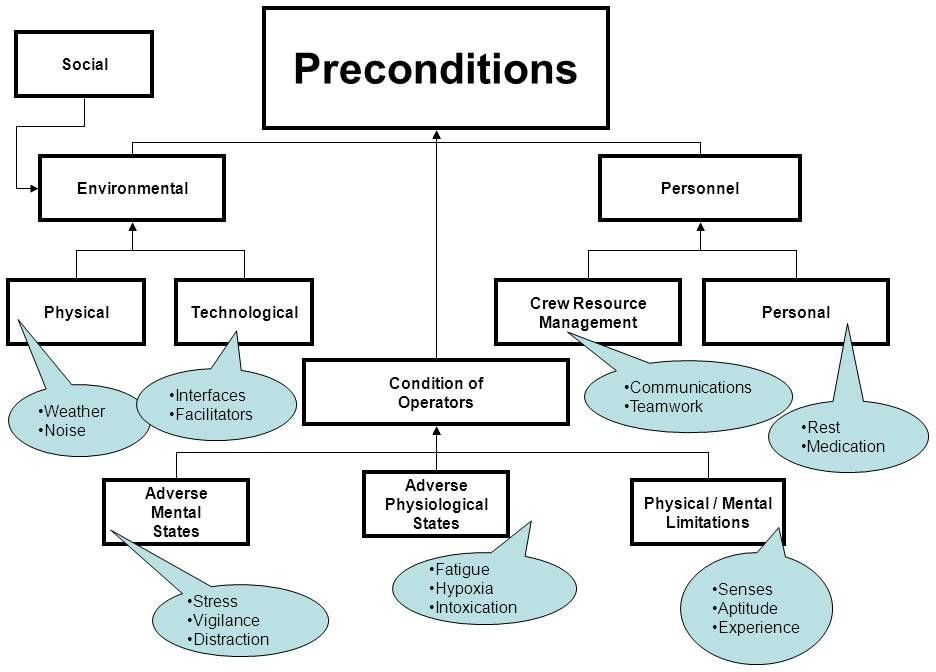 Preconditions
Social
Environmental
Personnel
Physical
Technological
Crew Resource
Management
Personal
•Weather
•Noise
•Interfaces
•Facilitators
Condition of
Operators
•Communications
•Teamwork
•Rest
•Medication
Adverse
Mental
States
Adverse
Physiological
States
Physical / Mental
Limitations
•Stress
•Vigilance
•Distraction
•Fatigue
•Hypoxia
•Intoxication
•Senses
•Aptitude
•Experience